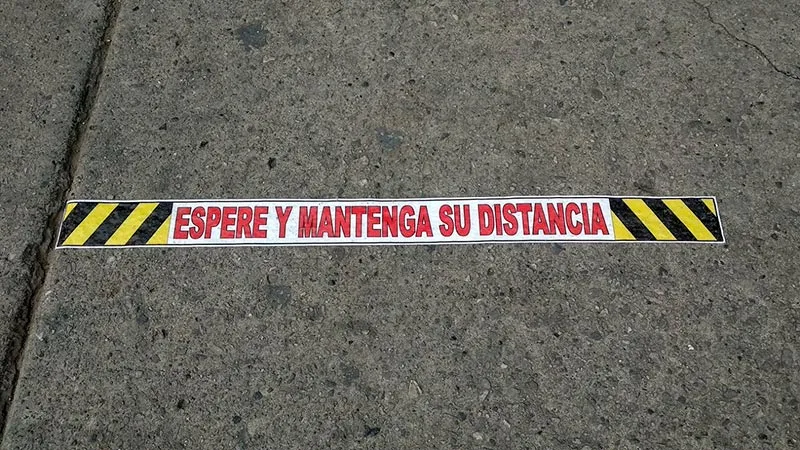 ESPERE Y MANTENGA SU DISTANCIA